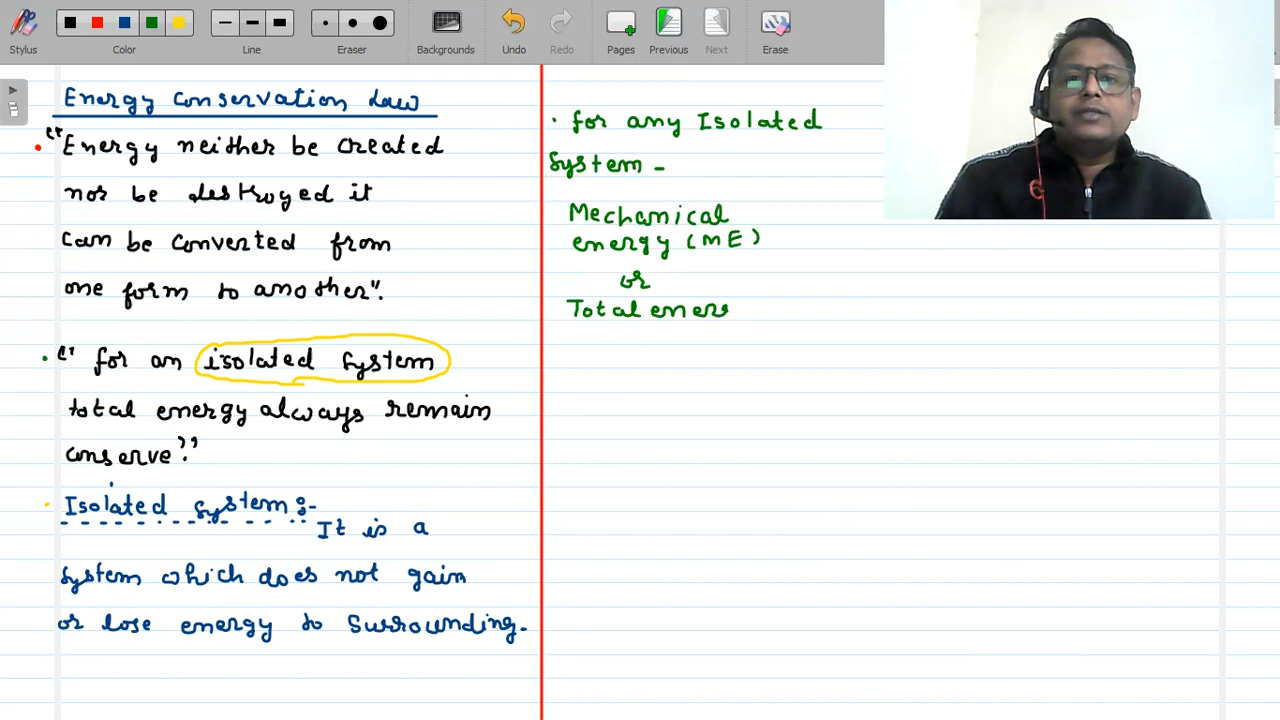 Stylus
Color
Line
Eraser
Backgrounds
Undo
Redo
Pages
Previous
Next
Erase
Energy Conservation Law
"Energy neither be created
nor be destroyed it
can be converted from
one form to another".
" for an isolated system
total energy always remain
conserve".
Isolated system:-
It is a
system which does not gain
or lose energy to surrounding.
. for any Isolated
System -
Mechanical
energy (ME)
or
Total ener